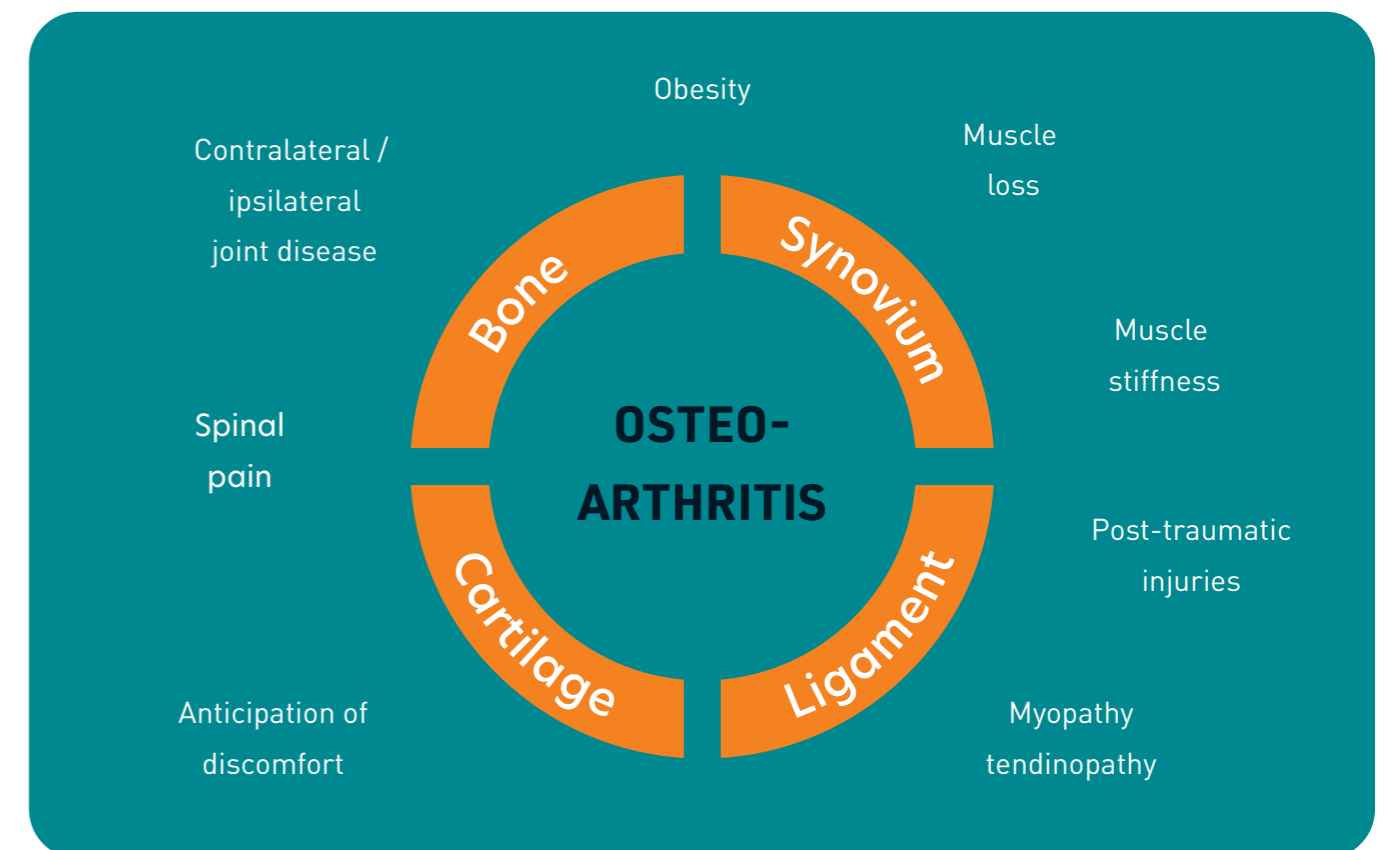 Obesity
Muscle
loss
Contralateral /
ipsilateral
joint disease
Bone
Synovium
Muscle
stiffness
Spinal
pain
OSTEO-
ARTHRITIS
Post-traumatic
injuries
Cartilage
Ligament
Anticipation of
discomfort
Myopathy
tendinopathy